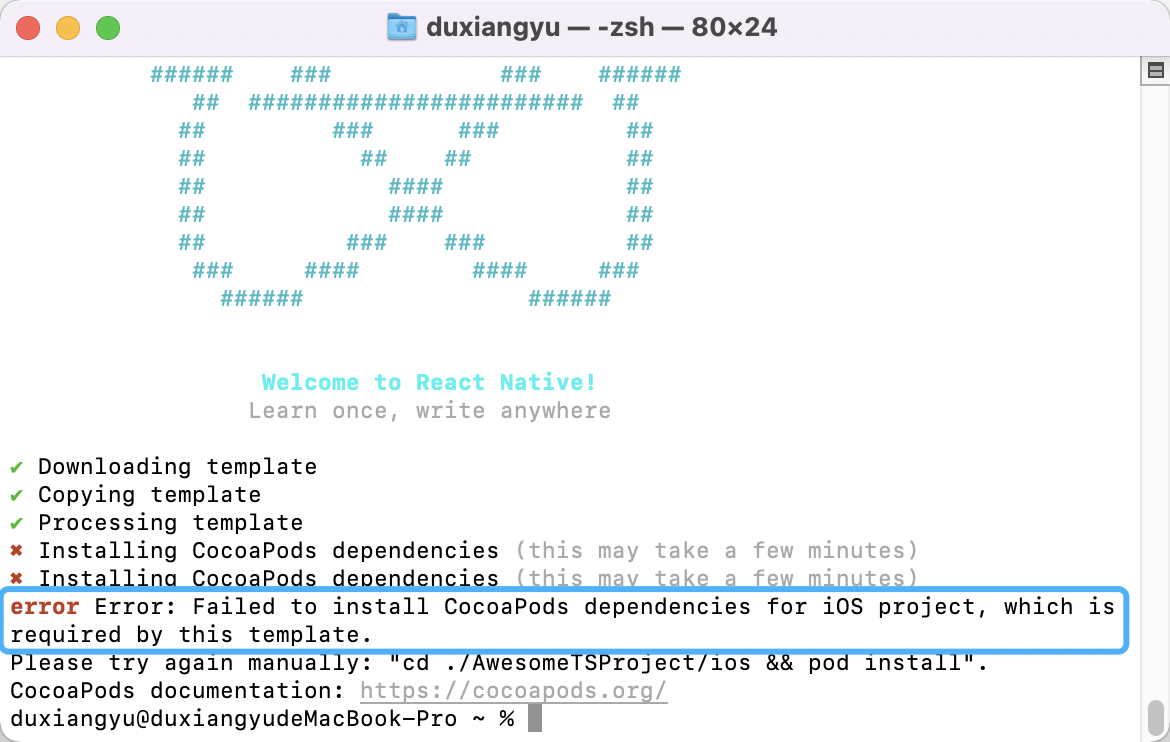 duxiangyu — -zsh — 80×24
######    ###            ###    ######
##  ########################  ##
##         ###      ###         ##
##           ##    ##           ##
##             ####             ##
##             ####             ##
##          ###    ###          ##
###     ####        ####     ###
######                ######
Welcome to React Native!
Learn once, write anywhere
✔ Downloading template
✔ Copying template
✔ Processing template
✖ Installing CocoaPods dependencies (this may take a few minutes)
✖ Installing CocoaPods dependencies (this may take a few minutes)
error Error: Failed to install CocoaPods dependencies for iOS project, which is
required by this template.
Please try again manually: "cd ./AwesomeTSProject/ios && pod install".
CocoaPods documentation: https://cocoapods.org/
duxiangyu@duxiangyudeMacBook-Pro ~ %